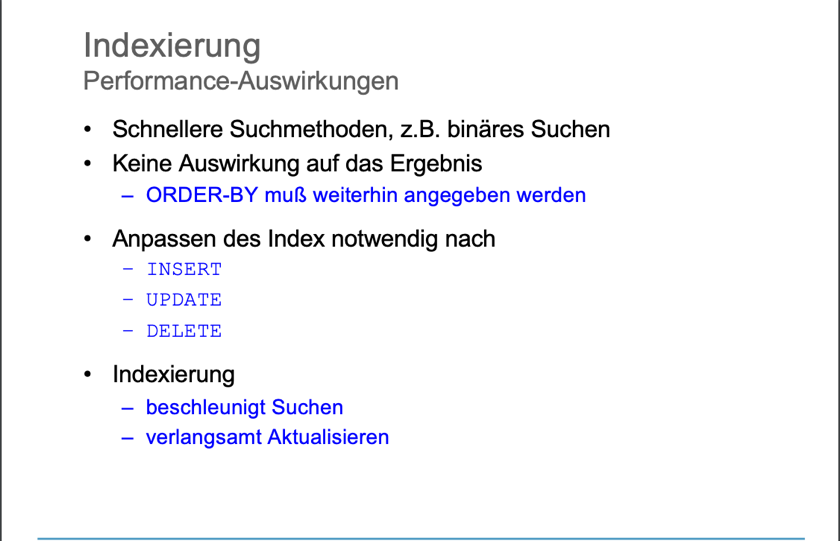 Indexierung
Performance-Auswirkungen
• Schnellere Suchmethoden, z.B. binäres Suchen
• Keine Auswirkung auf das Ergebnis
– ORDER-BY muß weiterhin angegeben werden
• Anpassen des Index notwendig nach
– INSERT
– UPDATE
– DELETE
• Indexierung
– beschleunigt Suchen
– verlangsamt Aktualisieren